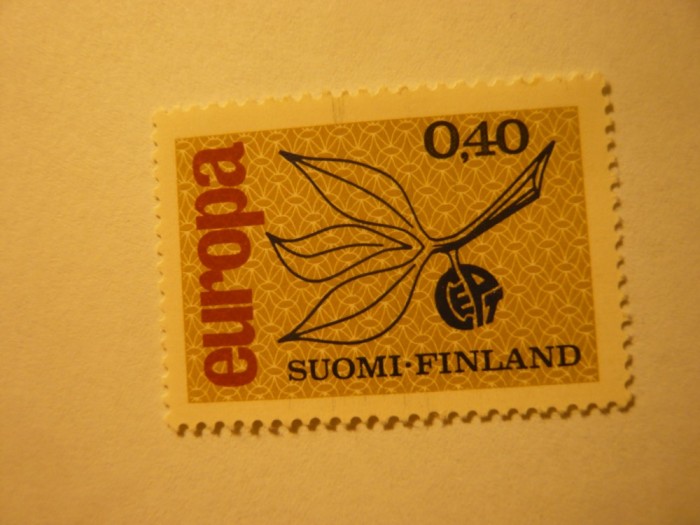 europa
0,40
CEPT
SUOMI·FINLAND